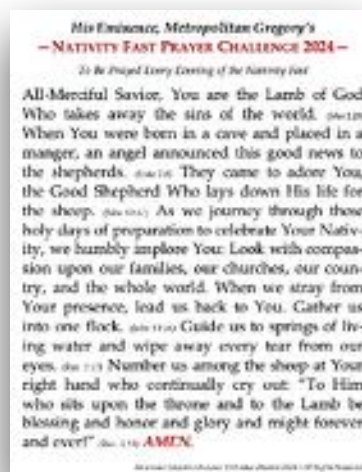 His Eminence, Metropolitan Gregory's
— NATIVITY FAST PRAYER CHALLENGE 2024 —
To Be Prayed Every Evening of the Nativity Fast
All-Merciful Savior, You are the Lamb of God
Who takes away the sins of the world.
When You were born in a cave and placed in a
manger, an angel announced this good news to
the shepherds. They came to adore You,
the Good Shepherd Who lays down His life for
the sheep. As we journey through these
holy days of preparation to celebrate Your Nativ-
ity, we humbly implore You: Look with compas-
sion upon our families, our churches, our coun-
try, and the whole world. When we stray from
Your presence, lead us back to You. Gather us
into one flock. Guide us to springs of liv-
ing water and wipe away every tear from our
eyes. Number us among the sheep at Your
right hand who continually cry out: "To Him
who sits upon the throne and to the Lamb be
blessing and honor and glory and might forever
and ever!" AMEN.